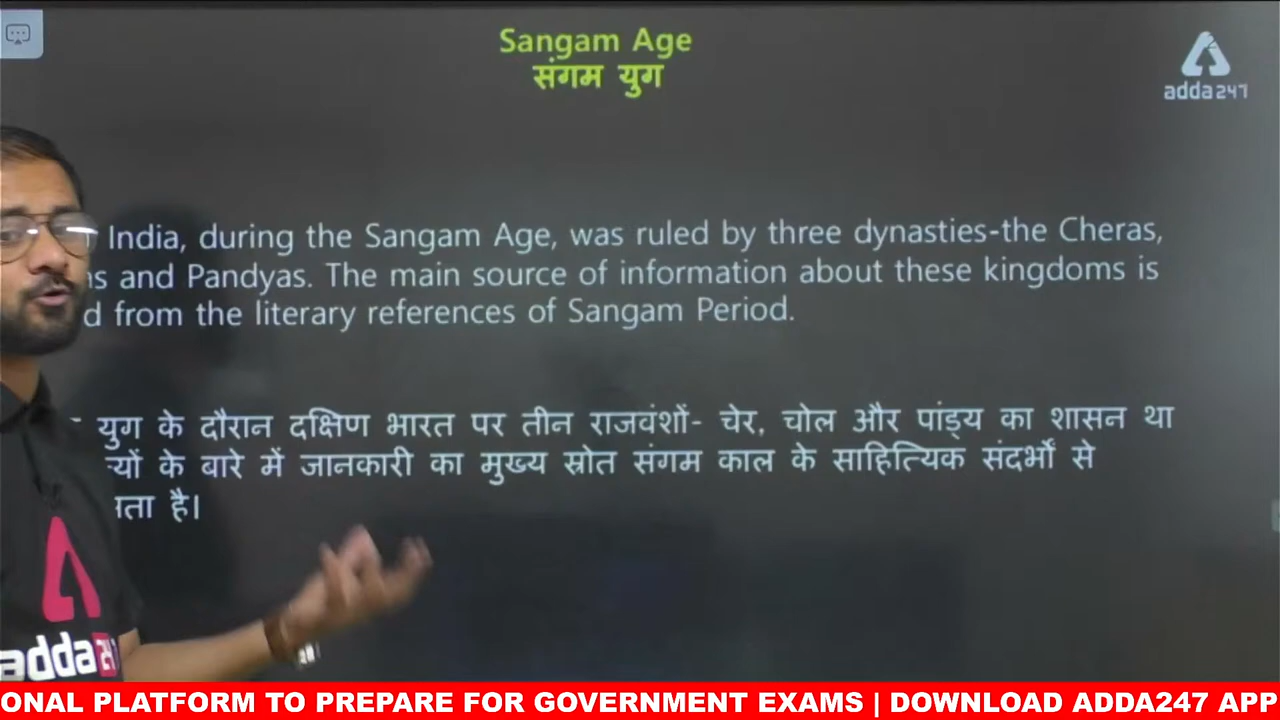 Sangam Age
संगम युग
adda247
India, during the Sangam Age, was ruled by three dynasties-the Cheras,
and Pandyas. The main source of information about these kingdoms is
from the literary references of Sangam Period.
युग के दौरान दक्षिण भारत पर तीन राजवंशों- चेर, चोल और पांड्य का शासन था
के बारे में जानकारी का मुख्य स्रोत संगम काल के साहित्यिक संदर्भों से
है।
adda24
ONAL PLATFORM TO PREPARE FOR GOVERNMENT EXAMS | DOWNLOAD ADDA247 APP